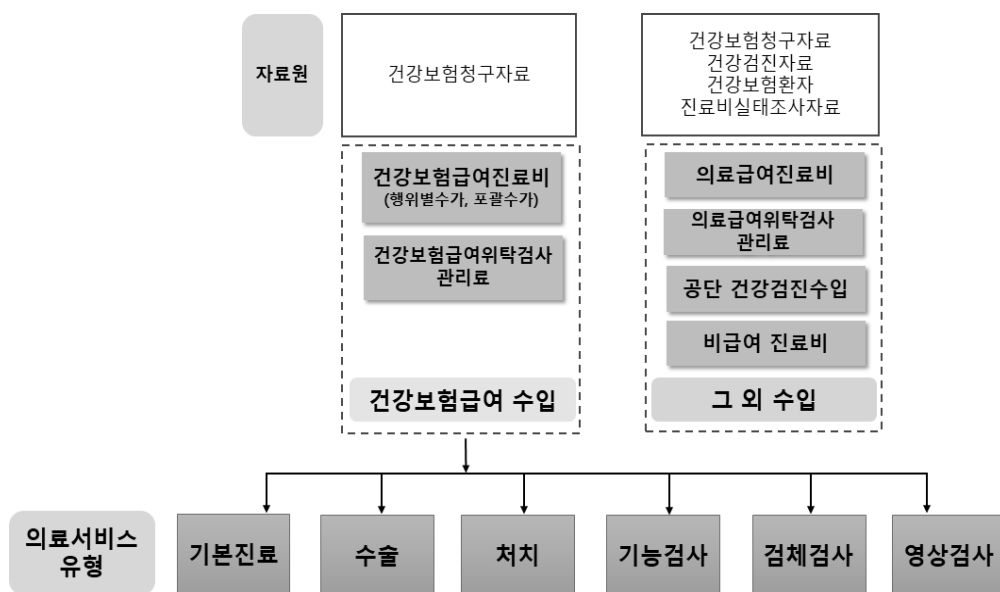 자료원
건강보험청구자료
건강보험청구자료
건강검진자료
건강보험환자
진료비실태조사자료
건강보험급여진료비
(행위별수가, 포괄수가)
건강보험급여위탁검사
관리료
건강보험급여 수입
의료급여진료비
의료급여위탁검사
관리료
공단 건강검진수입
비급여 진료비
그 외 수입
의료서비스
유형
기본진료
수술
처치
기능검사
검체검사
영상검사